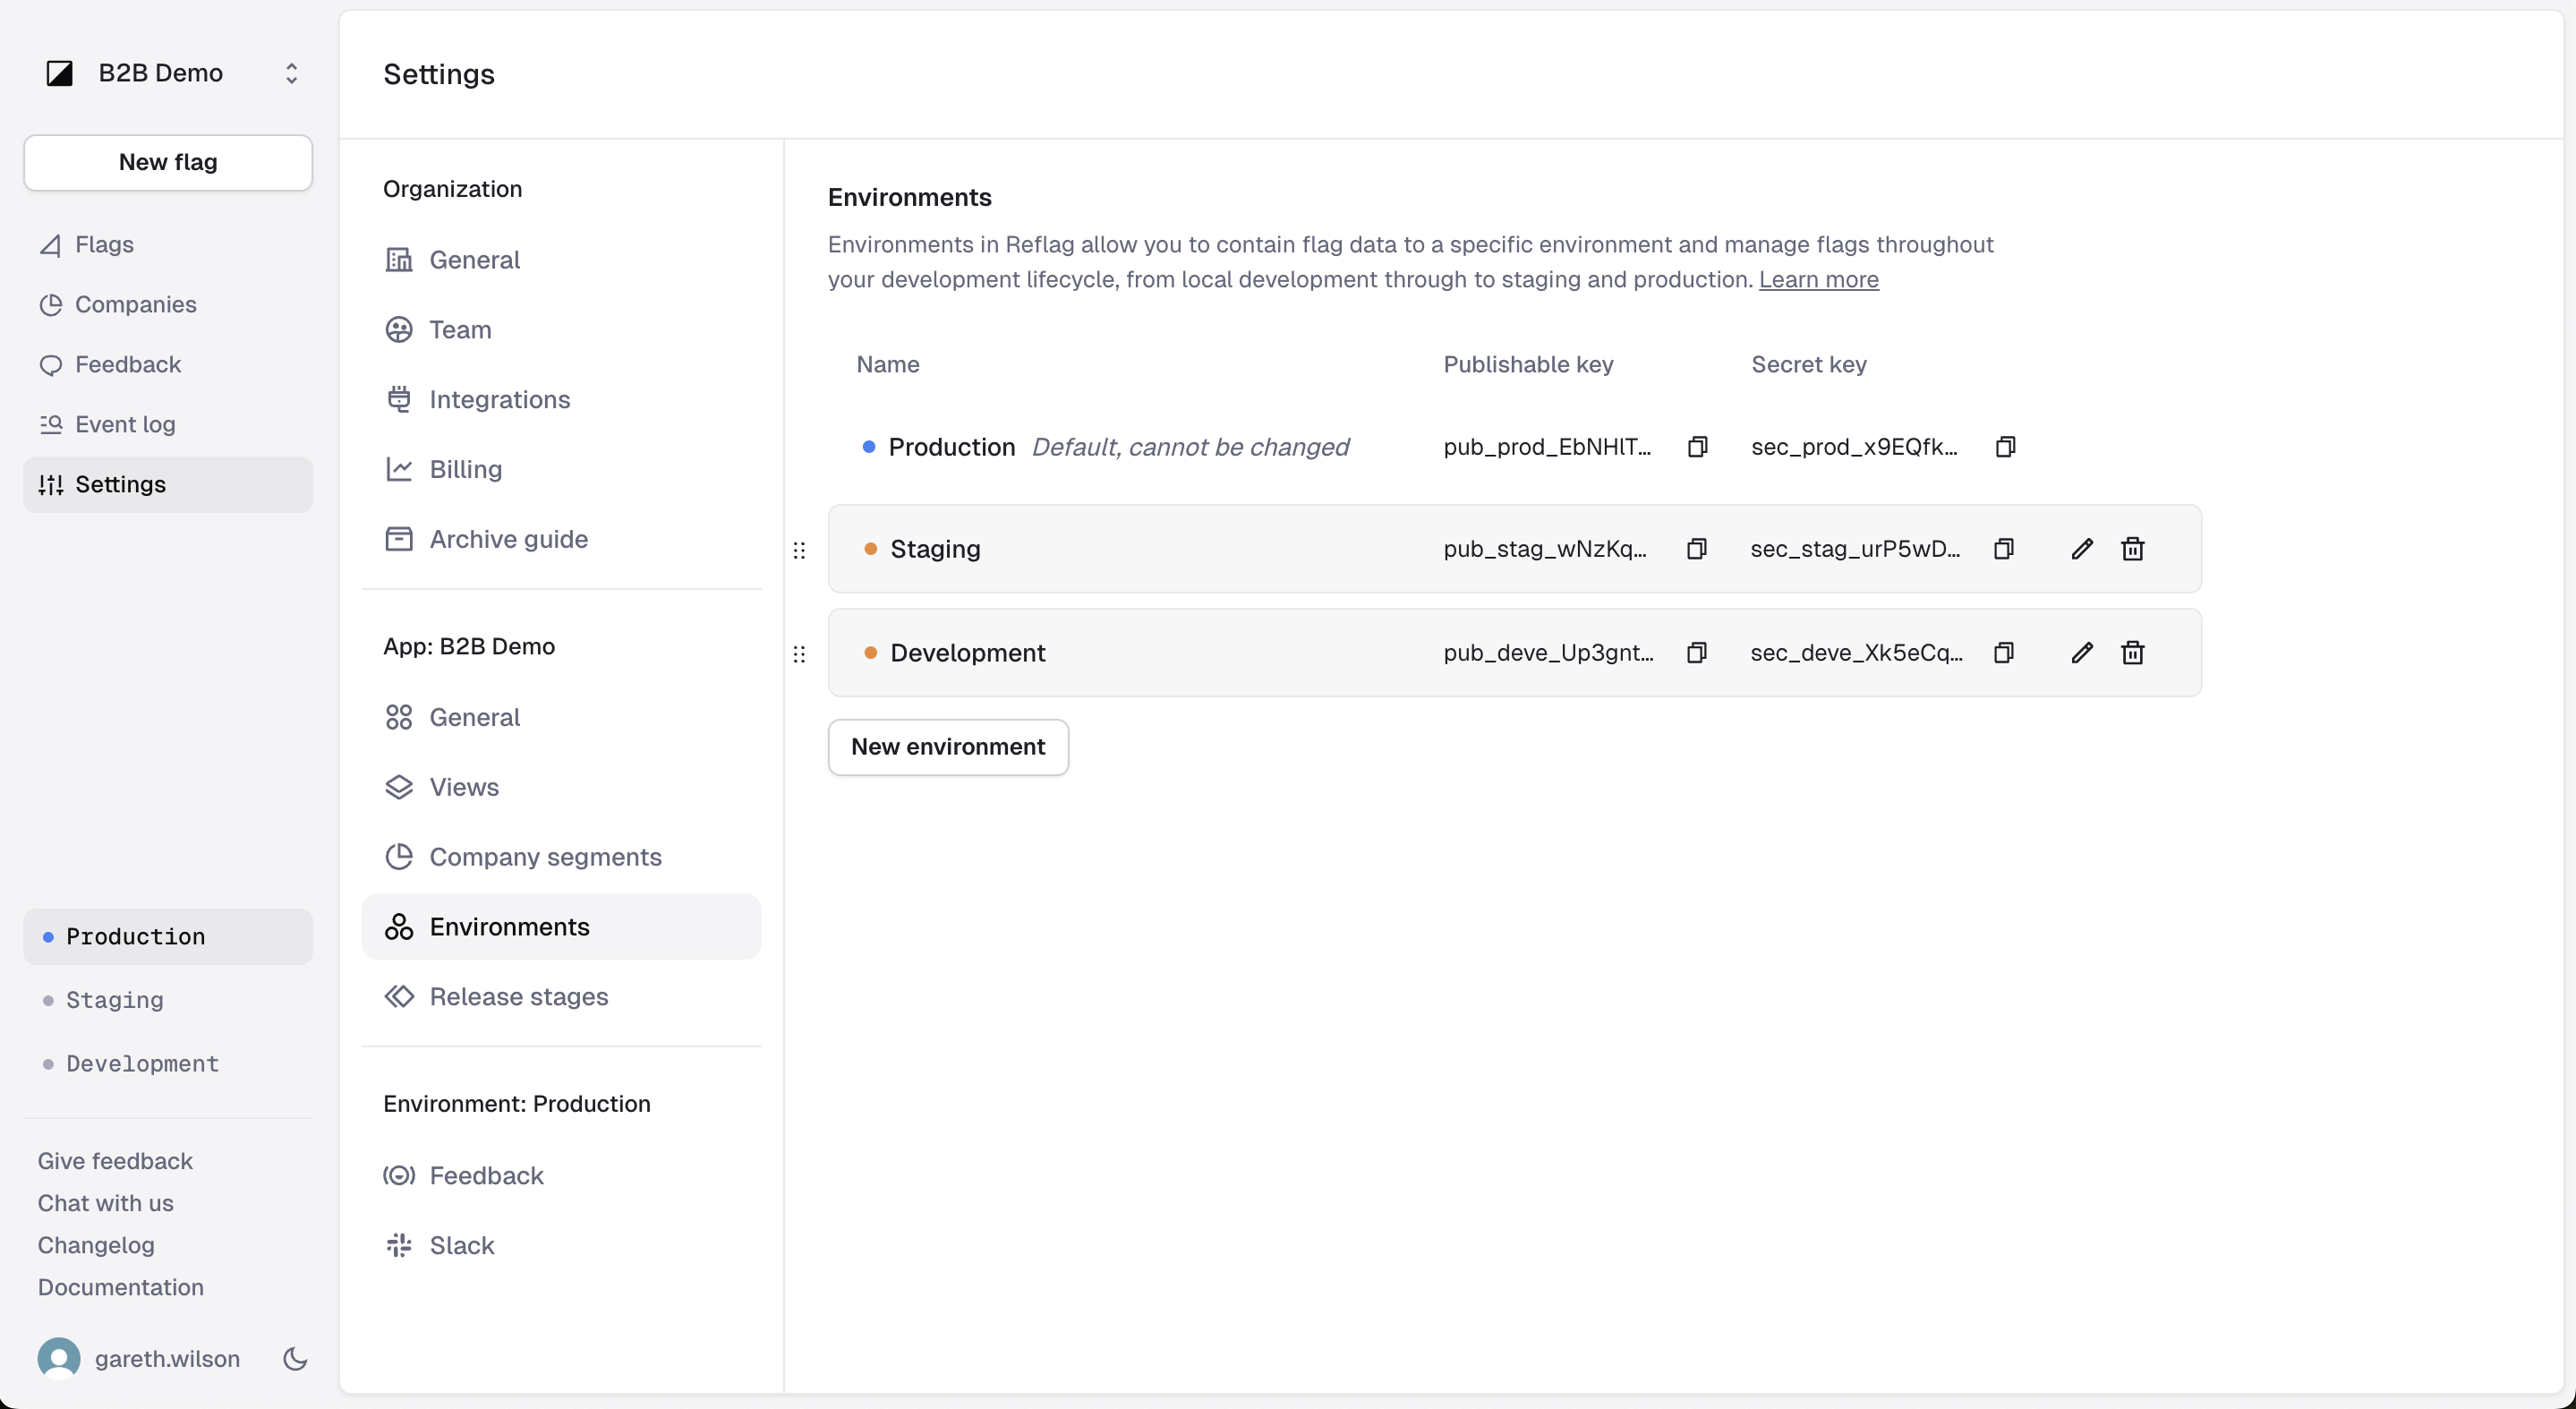 B2B Demo
New flag
Flags
Companies
Feedback
Event log
Settings
Production
Staging
Development
Give feedback
Chat with us
Changelog
Documentation
gareth.wilson
Settings
Organization
General
Team
Integrations
Billing
Archive guide
App: B2B Demo
General
Views
Company segments
Environments
Release stages
Environment: Production
Feedback
Slack
Environments
Environments in Reflag allow you to contain flag data to a specific environment and manage flags throughout
your development lifecycle, from local development through to staging and production. Learn more
Name Publishable key Secret key
Production Default, cannot be changed pub_prod_EbNHlT... sec_prod_x9EQfk...
Staging pub_stag_wNzKq... sec_stag_urP5wD...
Development pub_deve_Up3gnt... sec_deve_Xk5eCq...
New environment